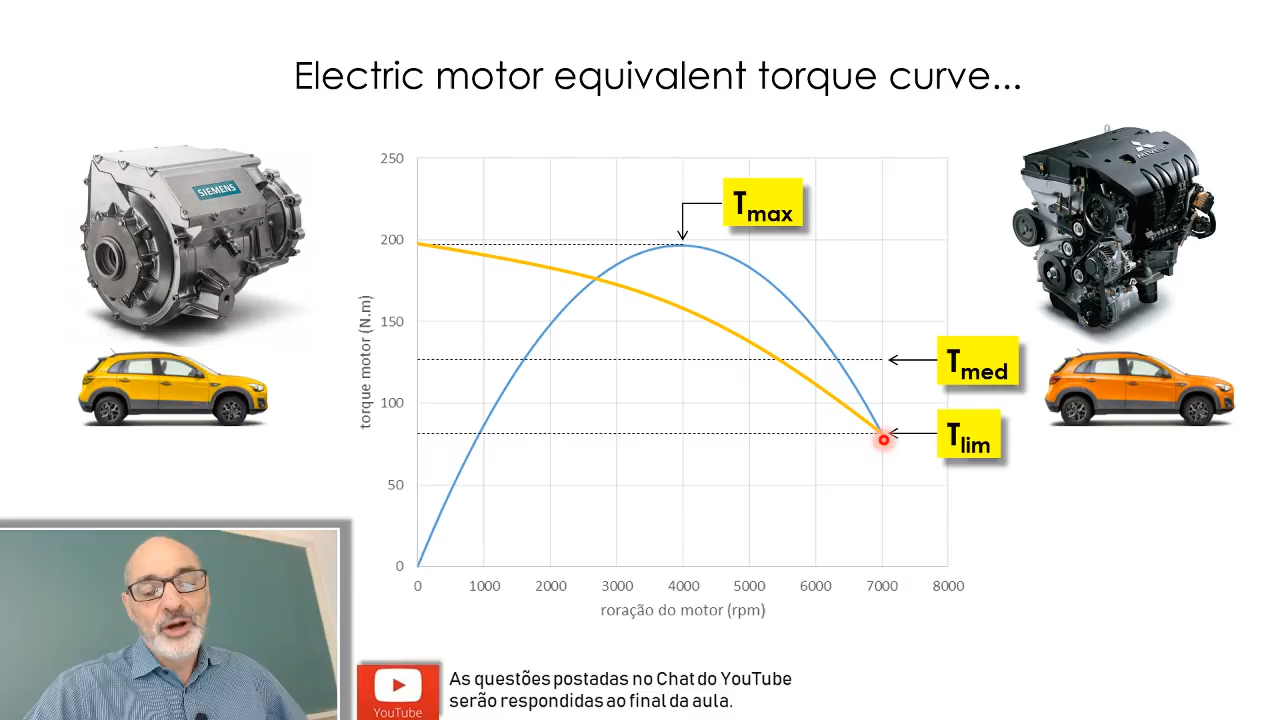 Electric motor equivalent torque curve...
SIEMENS
MIVEC
250
200
150
100
50
0
torque motor (N.m)
Tmax
Tmed
Tlim
0 1000 2000 3000 4000 5000 6000 7000 8000
roração do motor (rpm)
YouTube
As questões postadas no Chat do YouTube
serão respondidas ao final da aula.